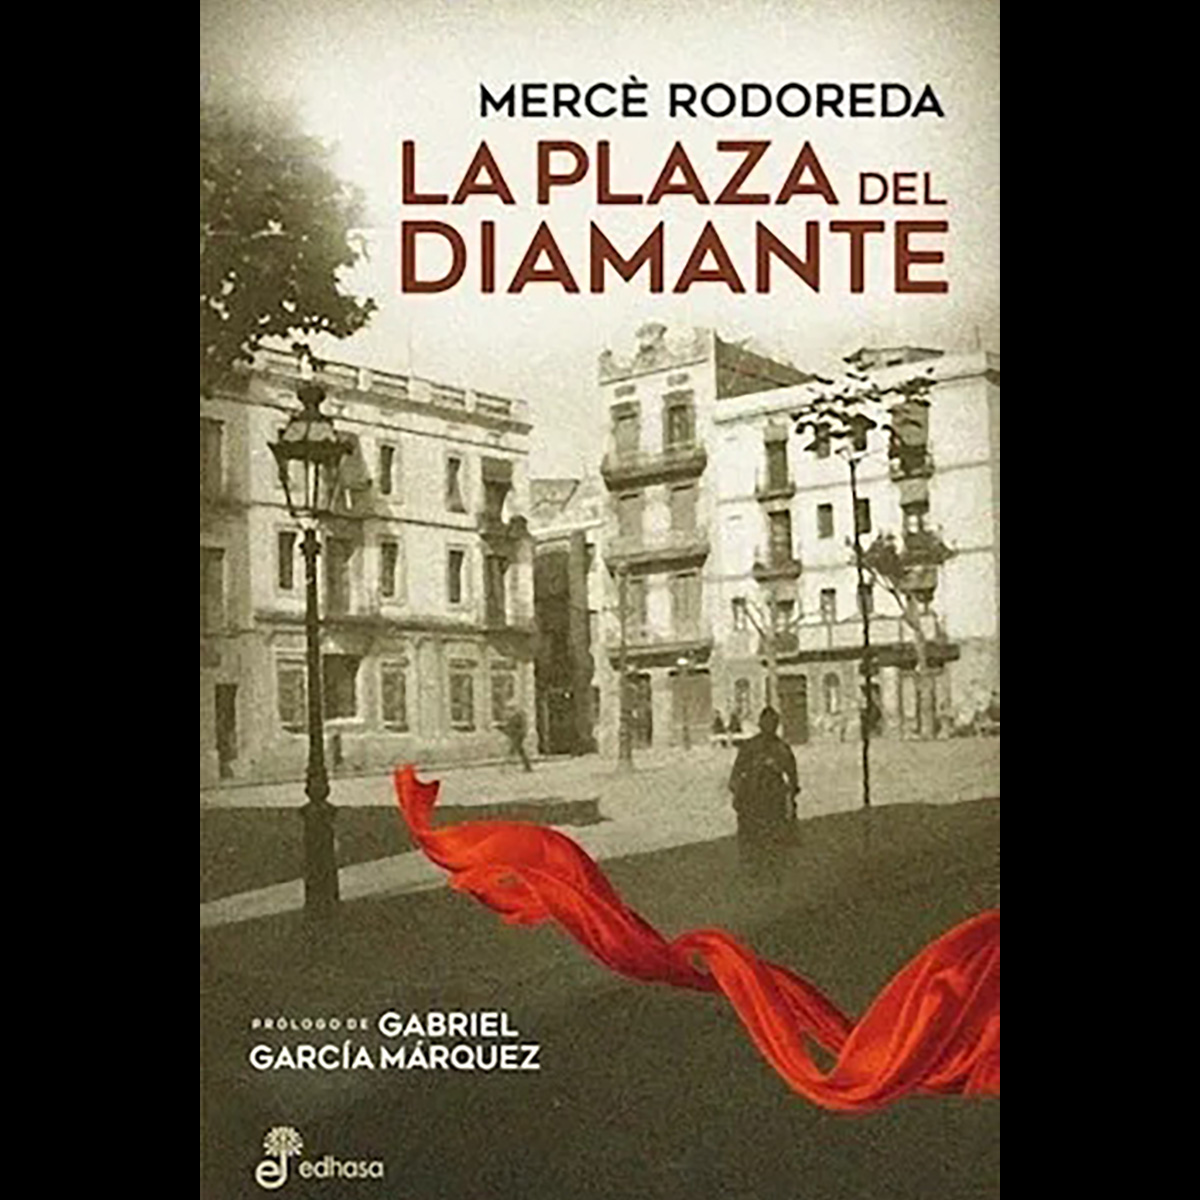 MERCÈ RODOREDA
LA PLAZA DEL
DIAMANTE
PRÓLOGO DE GABRIEL
GARCÍA MÁRQUEZ
edhasa